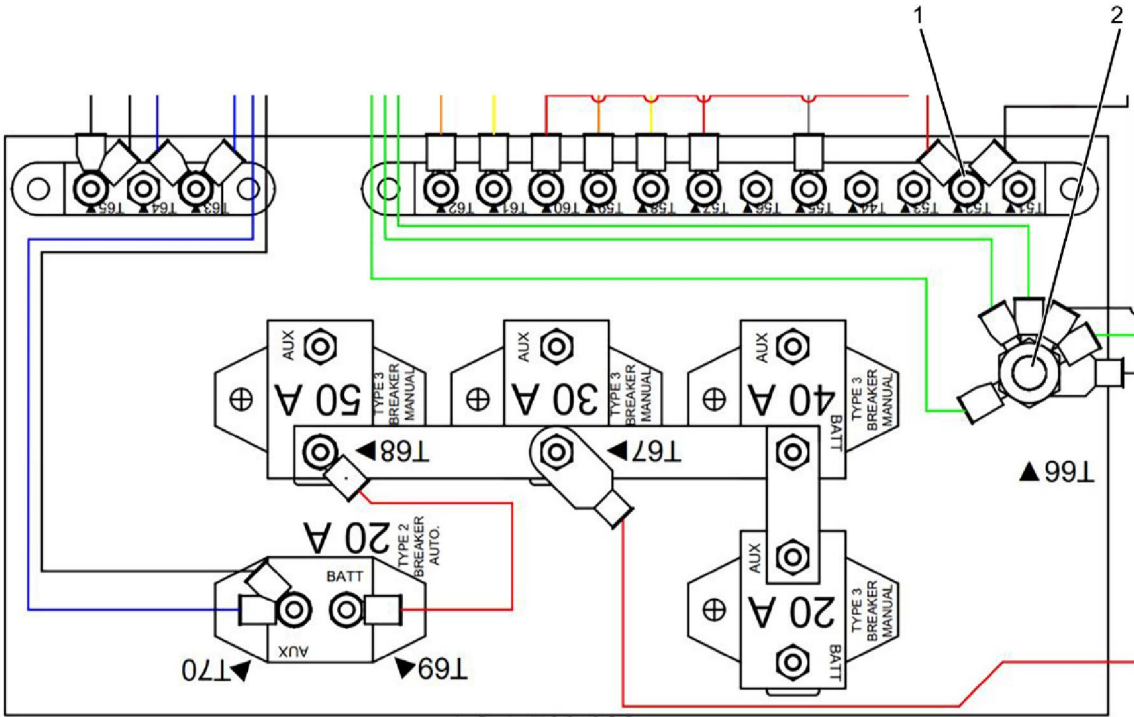 1
2
T65
T64
T63
T62
T61
T60
T59
T58
T57
T56
T55
T44
T53
T52
T51
AUX
50 A
TYPE 3
BREAKER
MANUAL
AUX
30 A
TYPE 3
BREAKER
MANUAL
AUX
40 A
TYPE 3
BREAKER
MANUAL
BATT
T68
T67
T66
20 A
TYPE 2
BREAKER
AUTO.
BATT
AUX
T70
T69
AUX
20 A
TYPE 3
BREAKER
MANUAL
BATT